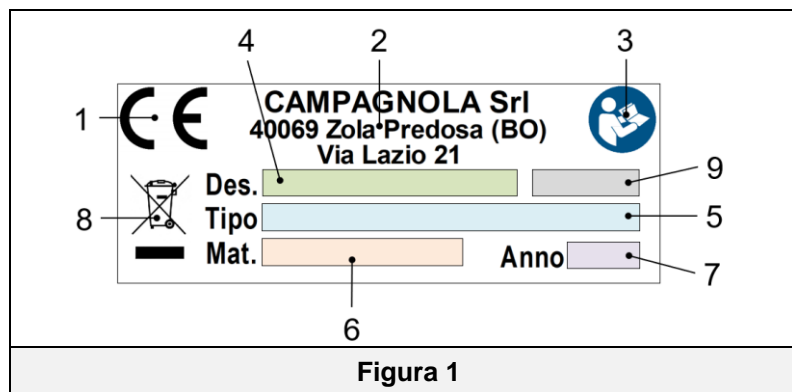 4 2 3
1 CE CAMPAGNOLA Srl
40069 Zola Predosa (BO)
Via Lazio 21
Des. 9
8 Tipo 5
Mat. Anno 7
6
Figura 1